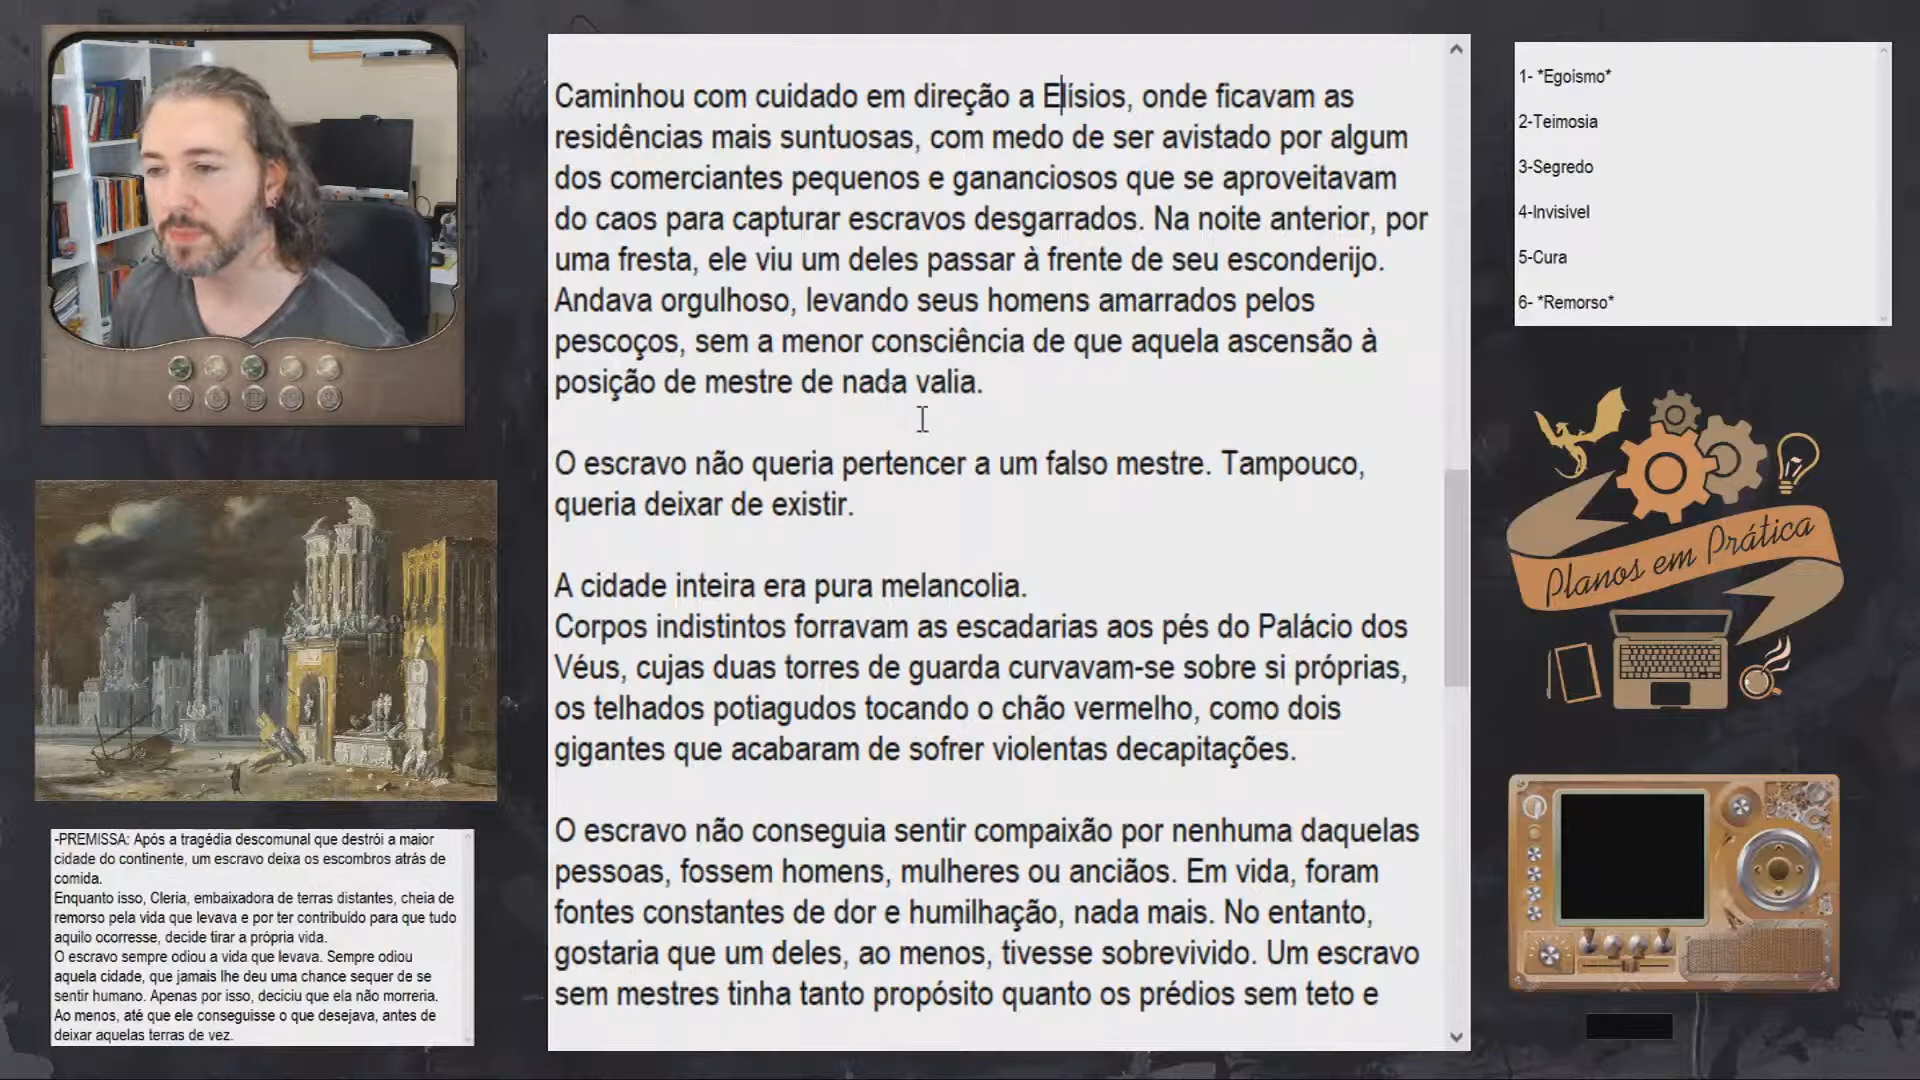 Caminhou com cuidado em direção a Elísios, onde ficavam as
residências mais suntuosas, com medo de ser avistado por algum
dos comerciantes pequenos e gananciosos que se aproveitavam
do caos para capturar escravos desgarrados. Na noite anterior, por
uma fresta, ele viu um deles passar à frente de seu esconderijo.
Andava orgulhoso, levando seus homens amarrados pelos
pescoços, sem a menor consciência de que aquela ascensão à
posição de mestre de nada valia.
O escravo não queria pertencer a um falso mestre. Tampouco,
queria deixar de existir.
A cidade inteira era pura melancolia.
Corpos indistintos forravam as escadarias aos pés do Palácio dos
Véus, cujas duas torres de guarda curvavam-se sobre si próprias,
os telhados potiagudos tocando o chão vermelho, como dois
gigantes que acabaram de sofrer violentas decapitações.
O escravo não conseguia sentir compaixão por nenhuma daquelas
pessoas, fossem homens, mulheres ou anciãos. Em vida, foram
fontes constantes de dor e humilhação, nada mais. No entanto,
gostaria que um deles, ao menos, tivesse sobrevivido. Um escravo
sem mestres tinha tanto propósito quanto os prédios sem teto e
1- *Egoismo*
2-Teimosia
3-Segredo
4-Invisivel
5-Cura
6- *Remorso*
Planos em Prática
-PREMISSA: Após a tragédia descomunal que destrói a maior
cidade do continente, um escravo deixa os escombros atrás de
comida.
Enquanto isso, Cleria, embaixadora de terras distantes, cheia de
remorso pela vida que levava e por ter contribuído para que tudo
aquilo ocorresse, decide tirar a própria vida.
O escravo sempre odiou a vida que levava. Sempre odiou
aquela cidade, que jamais lhe deu uma chance sequer de se
sentir humano. Apenas por isso, deciciu que ela não morreria.
Ao menos, até que ele conseguisse o que desejava, antes de
deixar aquelas terras de vez.